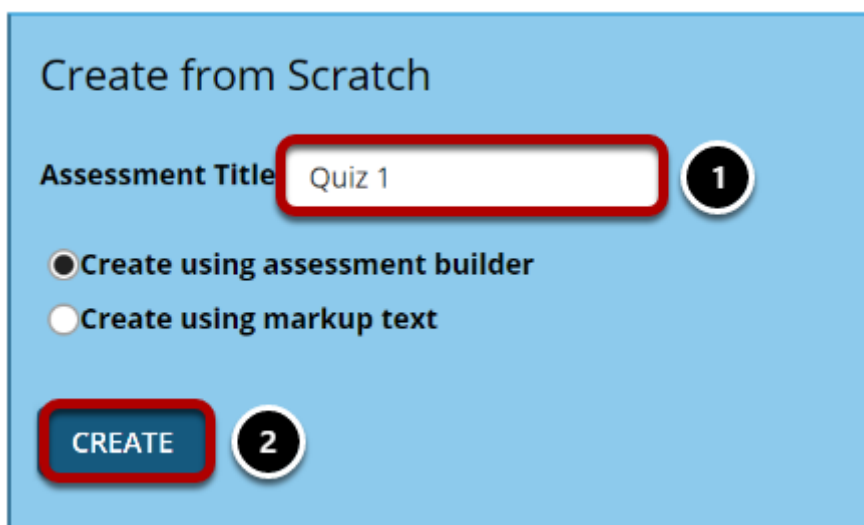 Create from Scratch
Assessment Title Quiz 1 1
Create using assessment builder
Create using markup text
CREATE 2